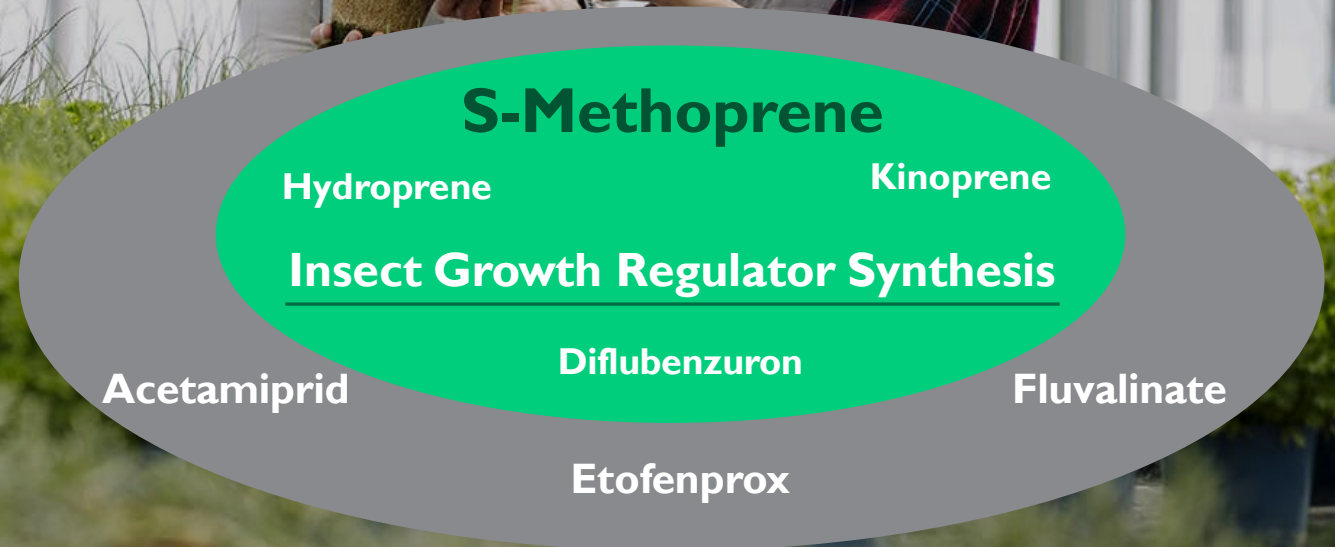 S-Methoprene
Hydroprene
Kinoprene
Insect Growth Regulator Synthesis
Diflubenzuron
Acetamiprid
Fluvalinate
Etofenprox